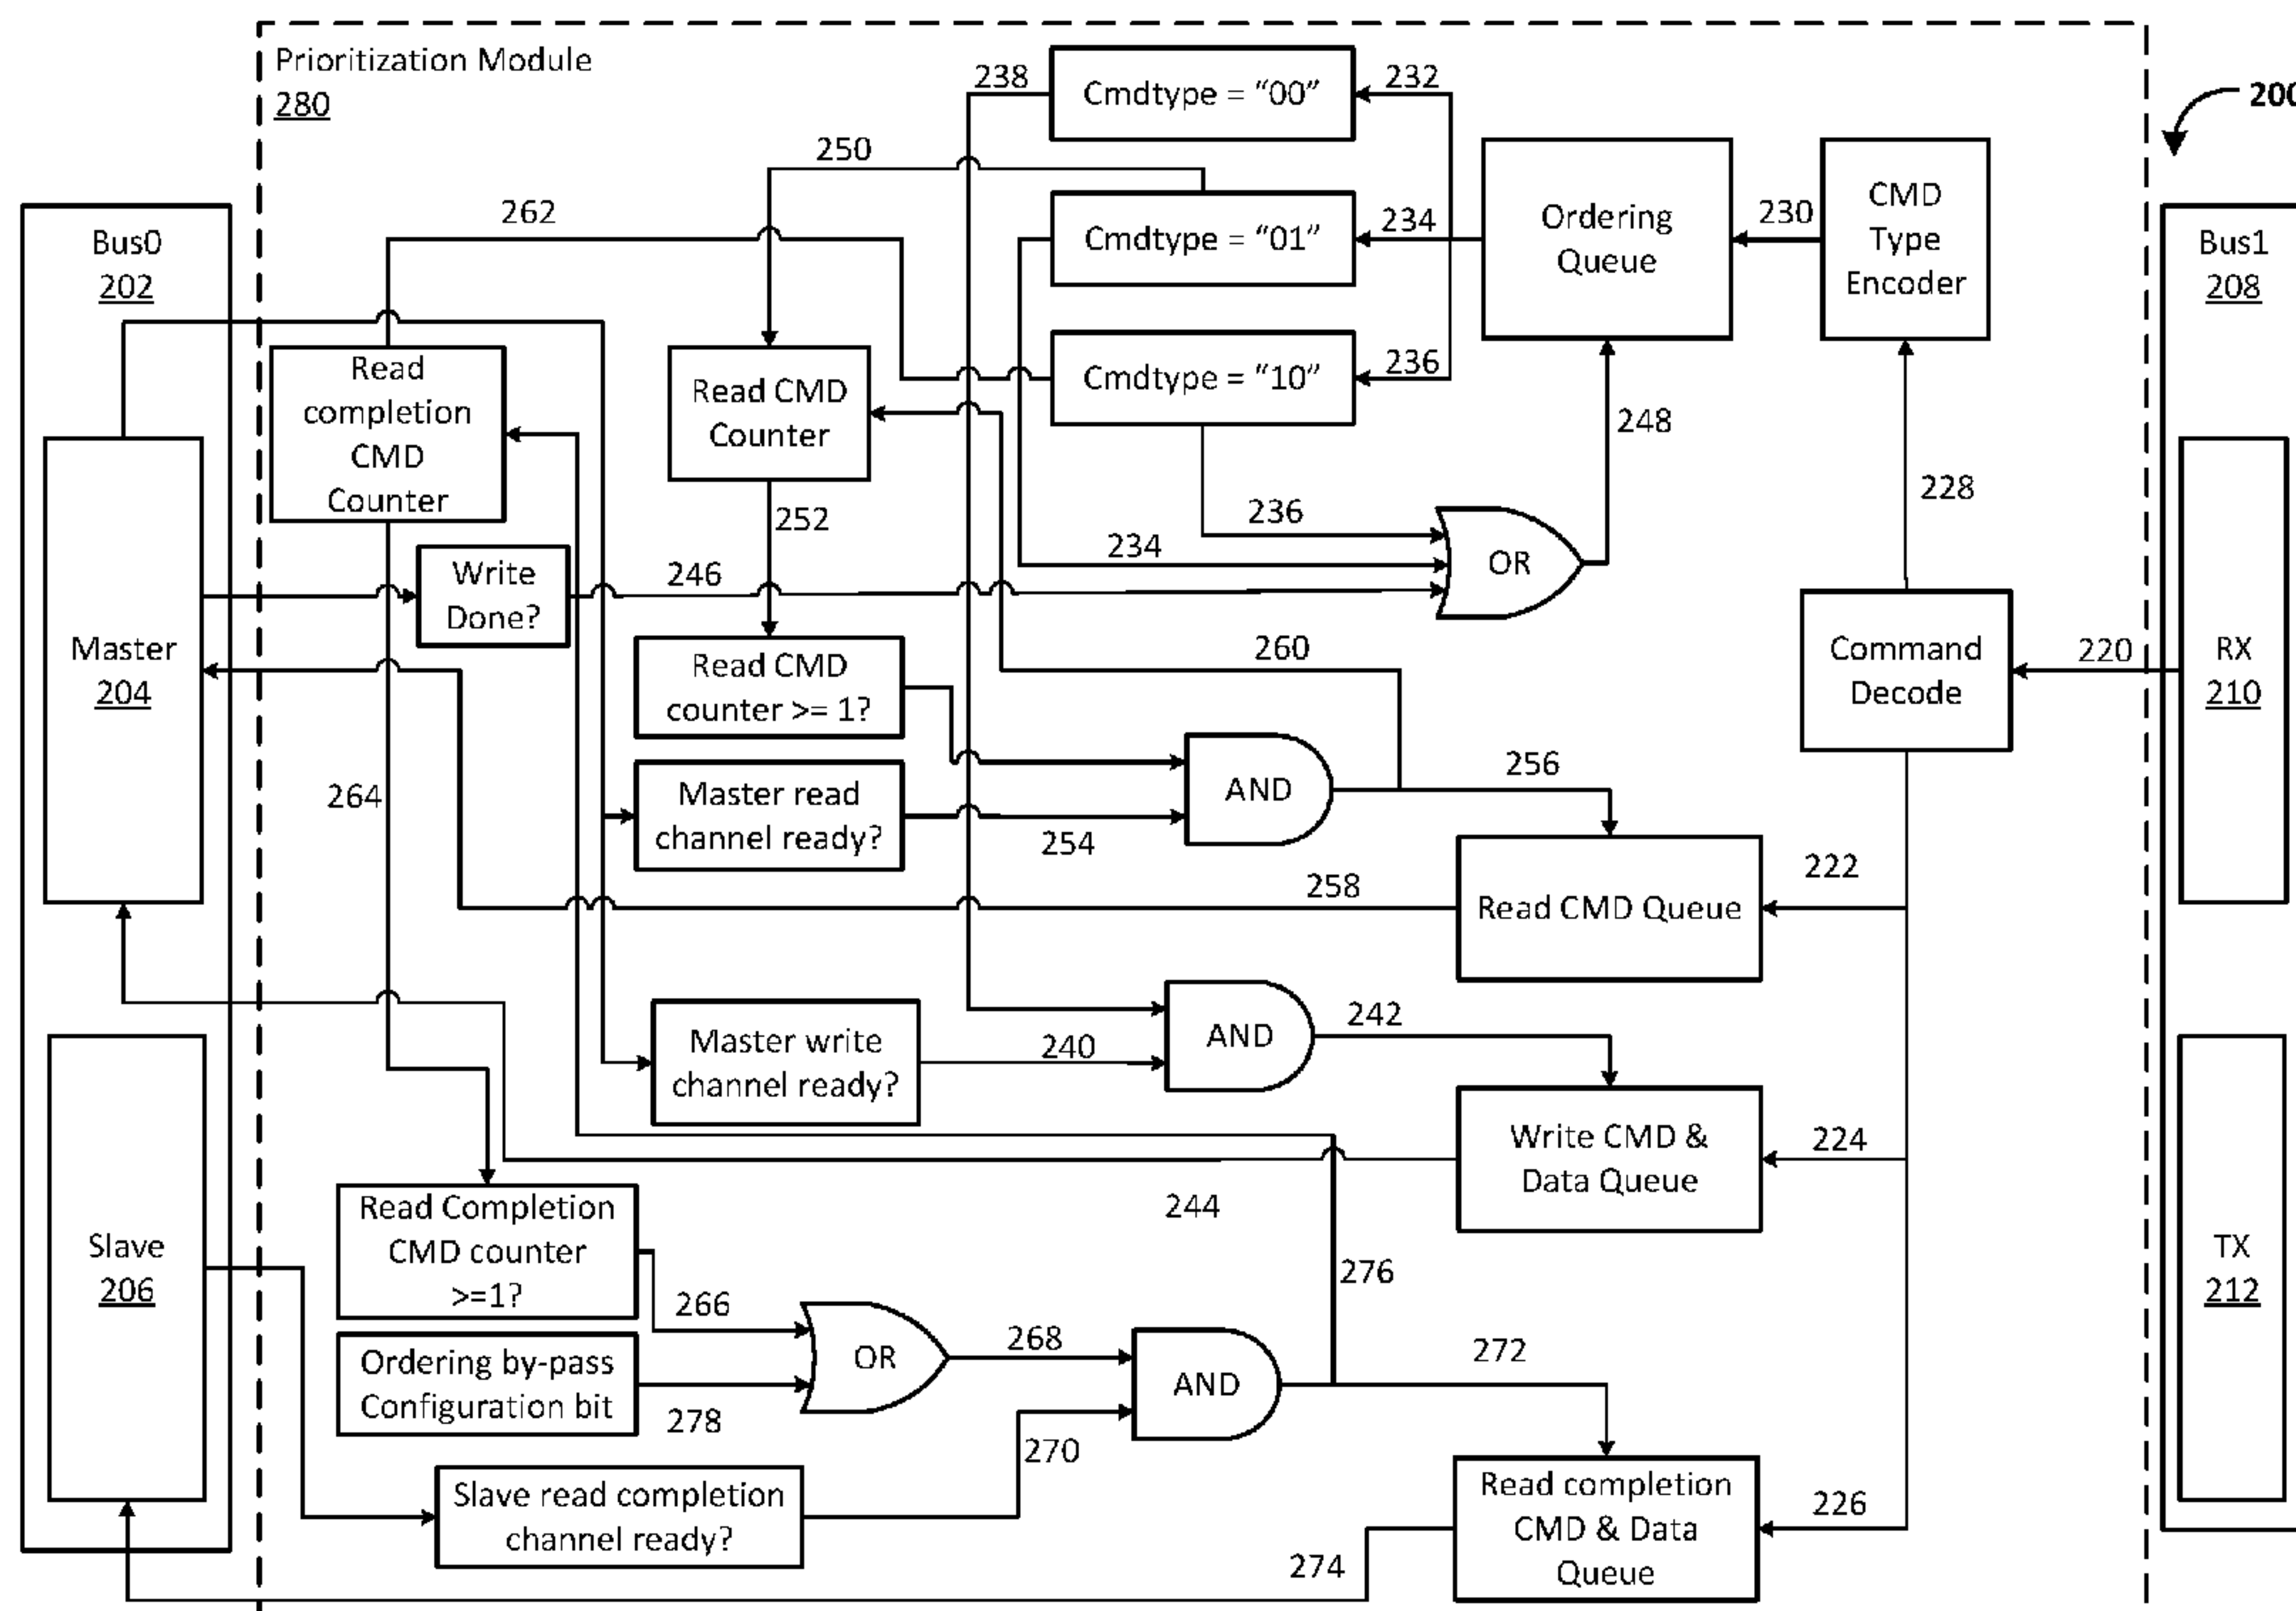 Prioritization Module
280
200
Bus0
202
Master
204
Slave
206
238
Cmdtype = "00"
232
250
Cmdtype = "01"
234
262
Cmdtype = "10"
236
Ordering
Queue
230
CMD
Type
Encoder
Bus1
208
Read
completion
CMD
Counter
Read CMD
Counter
248
228
252
236
234
OR
Write
Done?
246
Read CMD
counter >= 1?
260
Command
Decode
220
RX
210
264
Master read
channel ready?
254
AND
256
258
Read CMD Queue
222
Master write
channel ready?
240
AND
242
Write CMD &
Data Queue
224
244
Read Completion
CMD counter
>=1?
266
276
TX
212
Ordering by-pass
Configuration bit
278
OR
268
AND
272
270
Slave read completion
channel ready?
Read completion
CMD & Data
Queue
226
274